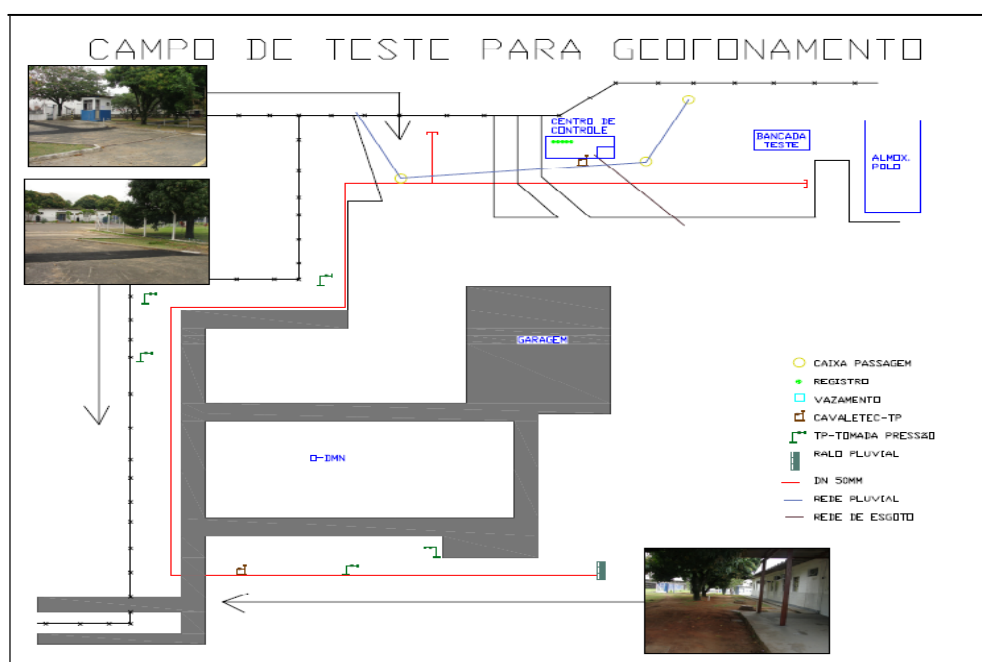 CAMPO DE TESTE PARA GEOFONAMENTO
CENTRO DE
CONTROLE
BANCADA
TESTE
ALMOX.
POLO
GARAGEM
O-DMN
CAIXA PASSAGEM
REGISTRO
VAZAMENTO
CAVALETEC-TP
TP-TOMADA PRESSÃO
RALO PLUVIAL
DN 50MM
REDE PLUVIAL
REDE DE ESGOTO